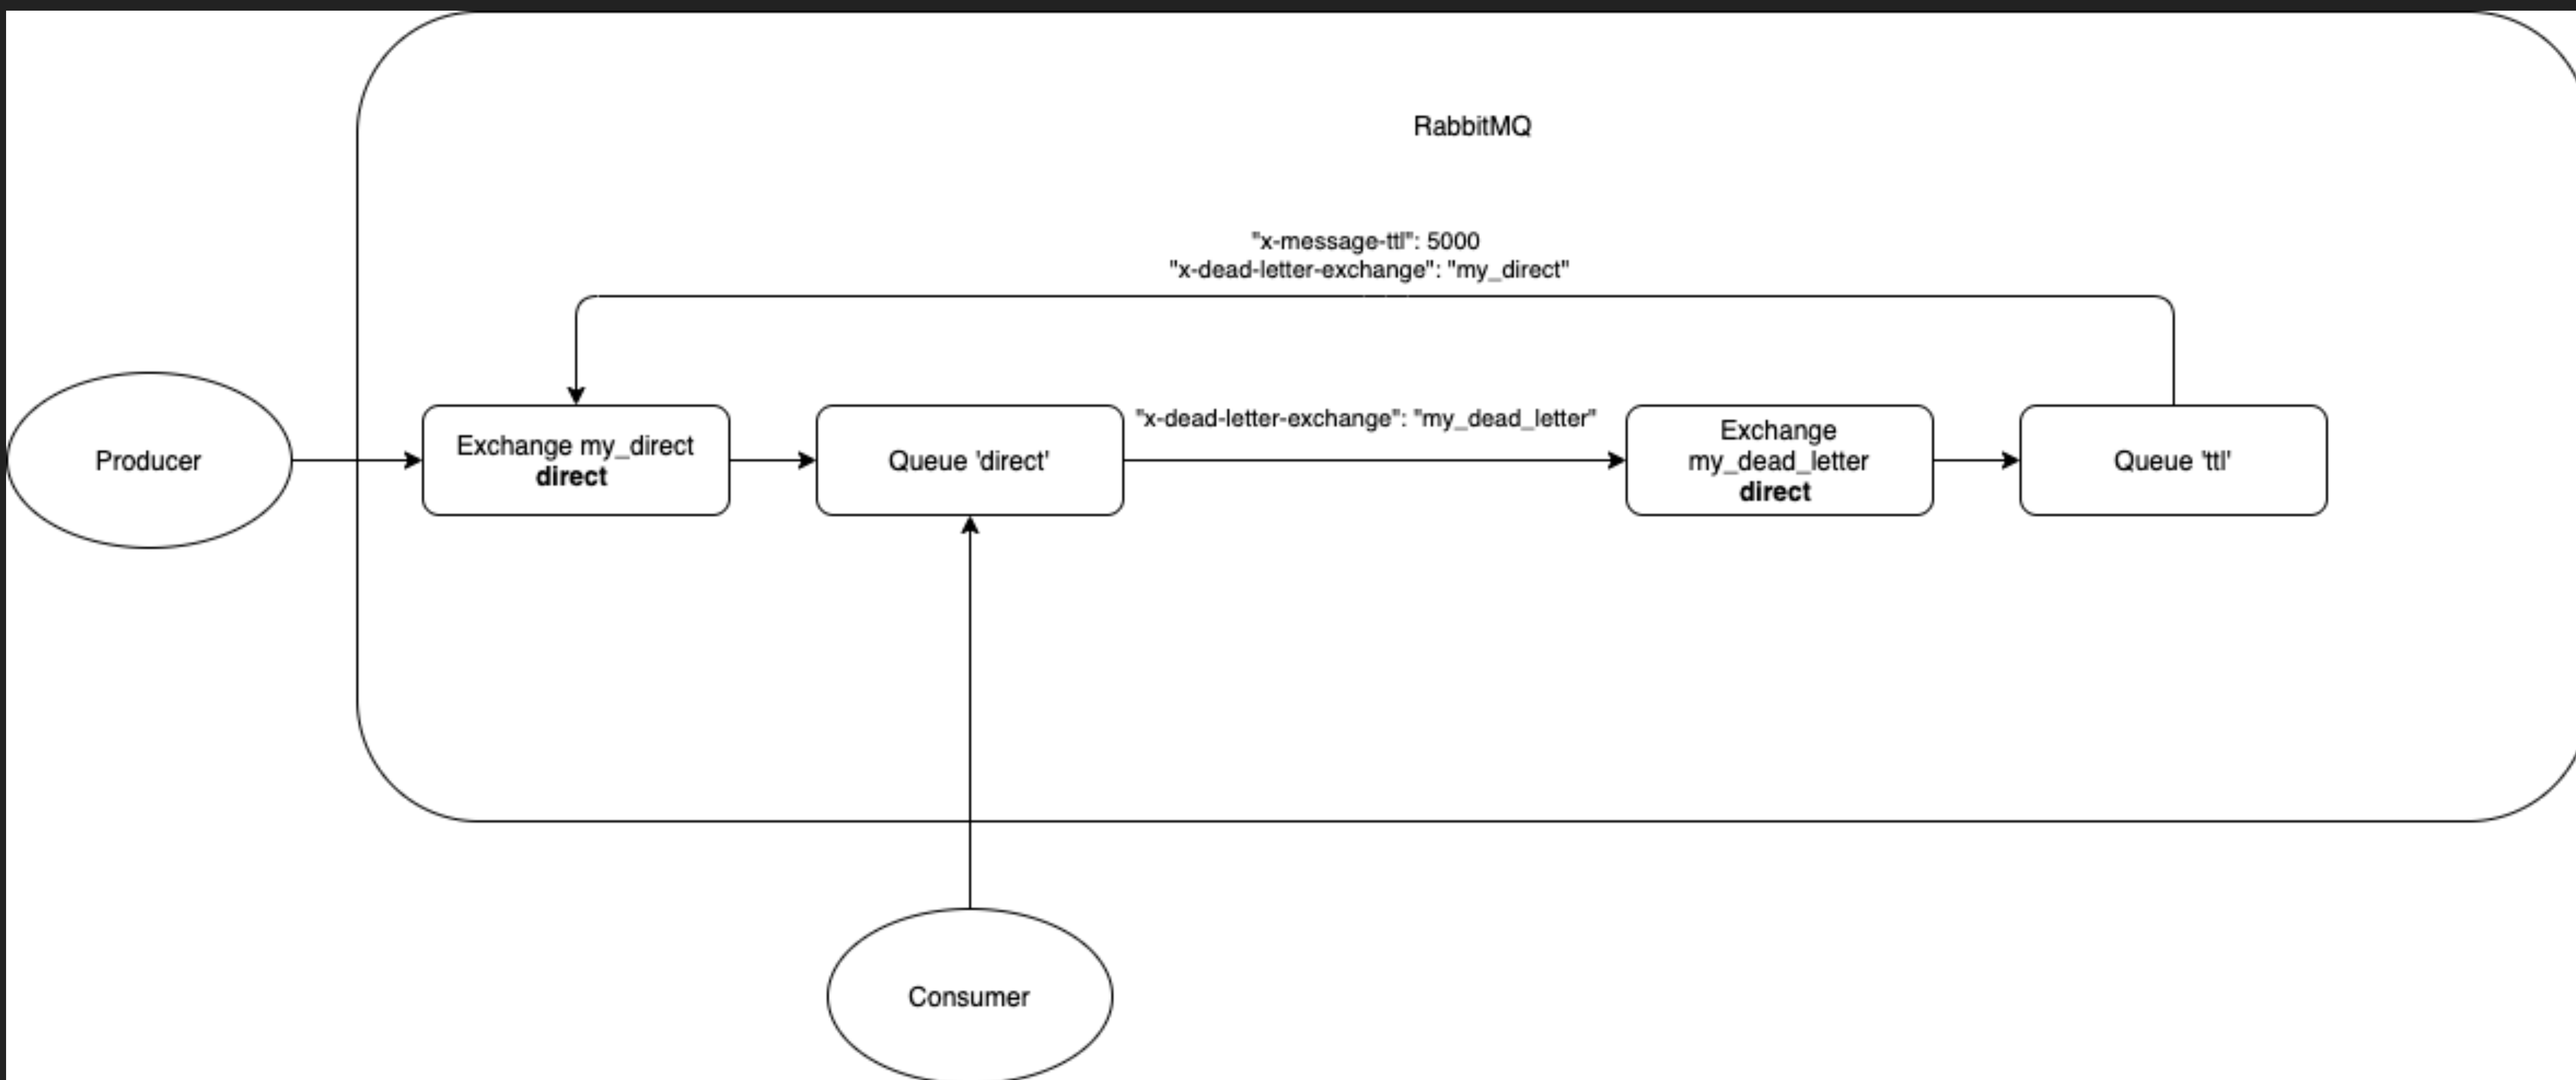 RabbitMQ
"x-message-ttl": 5000
"x-dead-letter-exchange": "my_direct"
Producer
Exchange my_direct
direct
Queue 'direct'
"x-dead-letter-exchange": "my_dead_letter"
Exchange
my_dead_letter
direct
Queue 'ttl'
Consumer